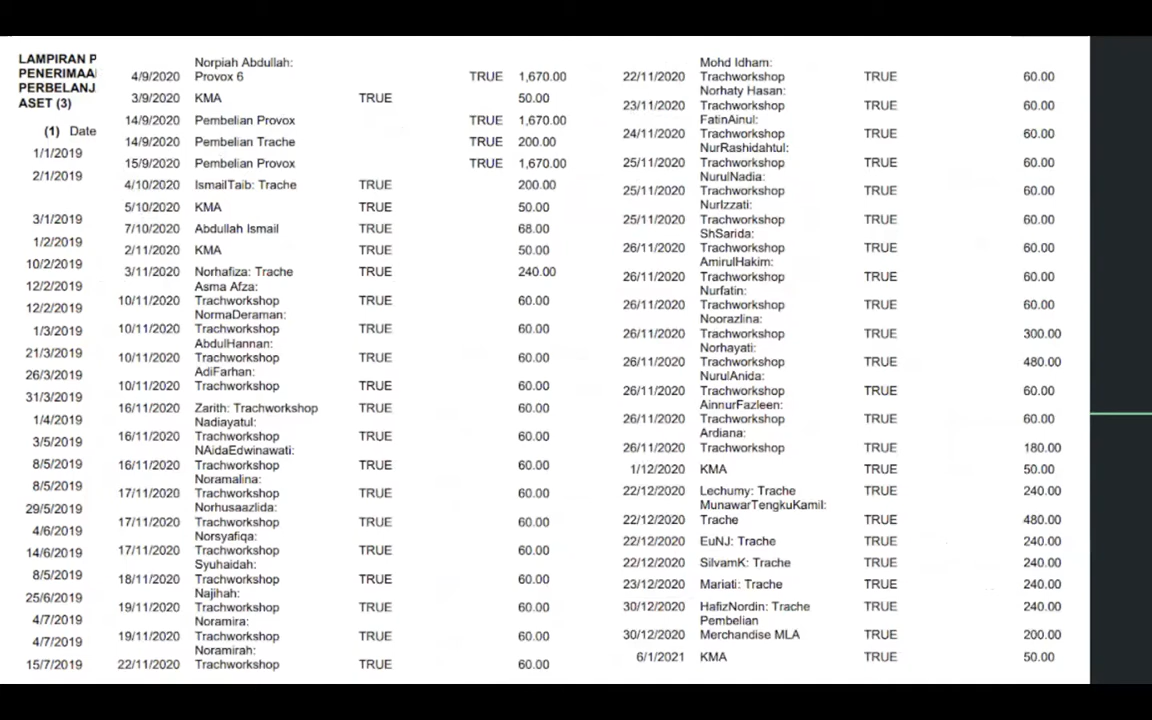 LAMPIRAN P
PENERIMAA
PERBELANJ
ASET (3)
(1) Date
1/1/2019
2/1/2019
3/1/2019
1/2/2019
10/2/2019
12/2/2019
12/2/2019
1/3/2019
21/3/2019
26/3/2019
31/3/2019
1/4/2019
3/5/2019
8/5/2019
8/5/2019
29/5/2019
4/6/2019
14/6/2019
8/5/2019
25/6/2019
4/7/2019
4/7/2019
15/7/2019
Norpiah Abdullah:
4/9/2020 Provox 6 TRUE 1,670.00
3/9/2020 KMA TRUE 50.00
14/9/2020 Pembelian Provox TRUE 1,670.00
14/9/2020 Pembelian Trache TRUE 200.00
15/9/2020 Pembelian Provox TRUE 1,670.00
4/10/2020 IsmailTaib: Trache TRUE 200.00
5/10/2020 KMA TRUE 50.00
7/10/2020 Abdullah Ismail TRUE 68.00
2/11/2020 KMA TRUE 50.00
3/11/2020 Norhafiza: Trache TRUE 240.00
Asma Afza:
10/11/2020 Trachworkshop TRUE 60.00
NormaDeraman:
10/11/2020 Trachworkshop TRUE 60.00
AbdulHannan:
10/11/2020 Trachworkshop TRUE 60.00
AdiFarhan:
10/11/2020 Trachworkshop TRUE 60.00
16/11/2020 Zarith: Trachworkshop TRUE 60.00
Nadiayatul:
16/11/2020 Trachworkshop TRUE 60.00
NAidaEdwinawati:
16/11/2020 Trachworkshop TRUE 60.00
Noramalina:
17/11/2020 Trachworkshop TRUE 60.00
Norhusaazlida:
17/11/2020 Trachworkshop TRUE 60.00
Norsyafiqa:
17/11/2020 Trachworkshop TRUE 60.00
Syuhaidah:
18/11/2020 Trachworkshop TRUE 60.00
Najihah:
19/11/2020 Trachworkshop TRUE 60.00
Noramira:
19/11/2020 Trachworkshop TRUE 60.00
Noramirah:
22/11/2020 Trachworkshop TRUE 60.00
Mohd Idham:
22/11/2020 Trachworkshop TRUE 60.00
Norhaty Hasan:
23/11/2020 Trachworkshop TRUE 60.00
FatinAinul:
24/11/2020 Trachworkshop TRUE 60.00
NurRashidahtul:
25/11/2020 Trachworkshop TRUE 60.00
NurulNadia:
25/11/2020 Trachworkshop TRUE 60.00
NurIzzati:
25/11/2020 Trachworkshop TRUE 60.00
ShSarida:
26/11/2020 Trachworkshop TRUE 60.00
AmirulHakim:
26/11/2020 Trachworkshop TRUE 60.00
Nurfatin:
26/11/2020 Trachworkshop TRUE 60.00
Noorazlina:
26/11/2020 Trachworkshop TRUE 300.00
Norhayati:
26/11/2020 Trachworkshop TRUE 480.00
NurulAnida:
26/11/2020 Trachworkshop TRUE 60.00
AinnurFazleen:
26/11/2020 Trachworkshop TRUE 60.00
Ardiana:
26/11/2020 Trachworkshop TRUE 180.00
1/12/2020 KMA TRUE 50.00
22/12/2020 Lechumy: Trache TRUE 240.00
MunawarTengkuKamil:
22/12/2020 Trache TRUE 480.00
22/12/2020 EuNJ: Trache TRUE 240.00
22/12/2020 SilvamK: Trache TRUE 240.00
23/12/2020 Mariati: Trache TRUE 240.00
30/12/2020 HafizNordin: Trache TRUE 240.00
Pembelian
30/12/2020 Merchandise MLA TRUE 200.00
6/1/2021 KMA TRUE 50.00